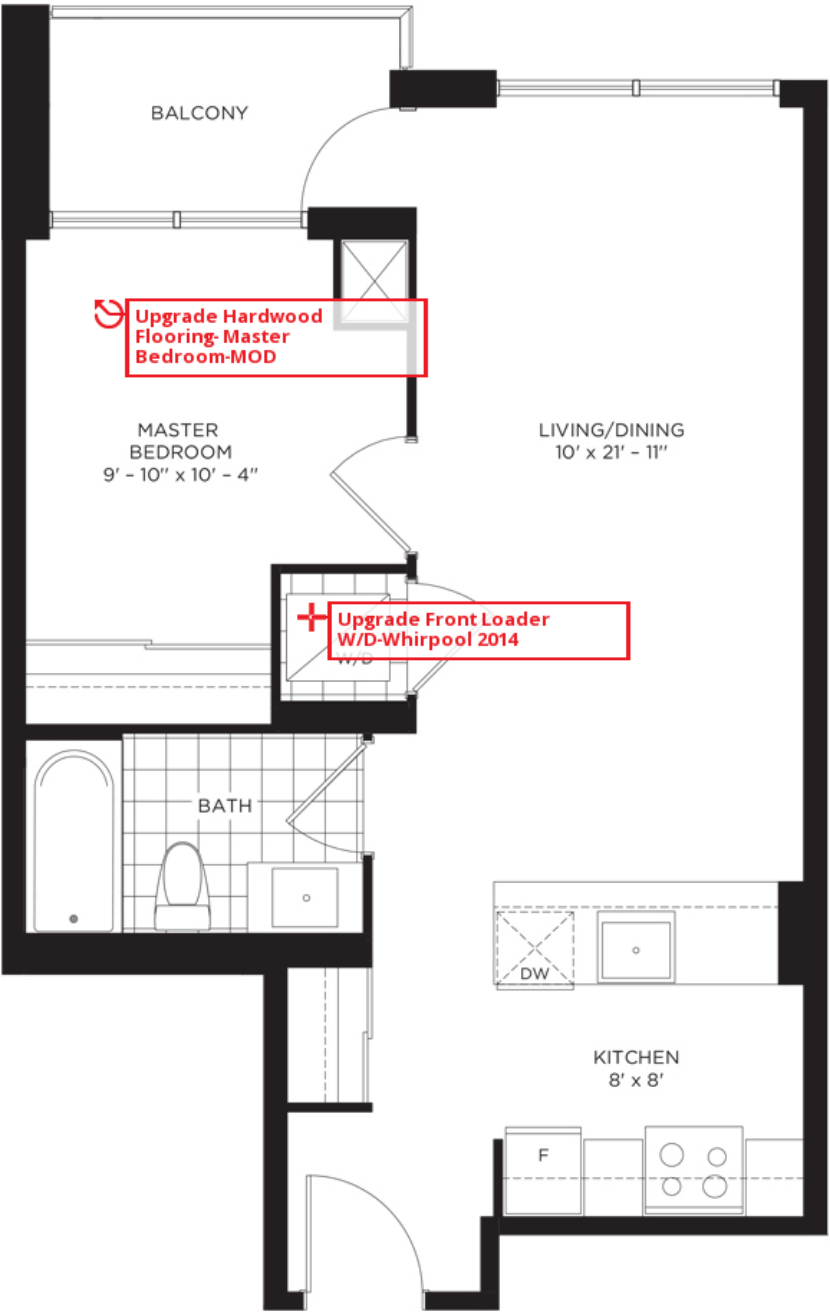 BALCONY
Upgrade Hardwood
Flooring- Master
Bedroom-MOD
MASTER
BEDROOM
9' – 10" x 10' – 4"
LIVING/DINING
10' x 21' – 11"
Upgrade Front Loader
W/D-Whirpool 2014
W/D
BATH
DW
KITCHEN
8' x 8'
F